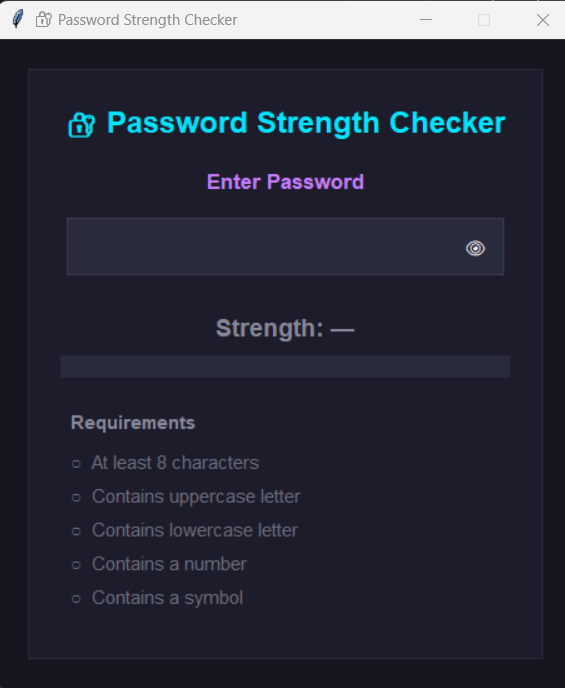 🔐 Password Strength Checker
🔐 Password Strength Checker
Enter Password
Strength: —
Requirements
○ At least 8 characters
○ Contains uppercase letter
○ Contains lowercase letter
○ Contains a number
○ Contains a symbol